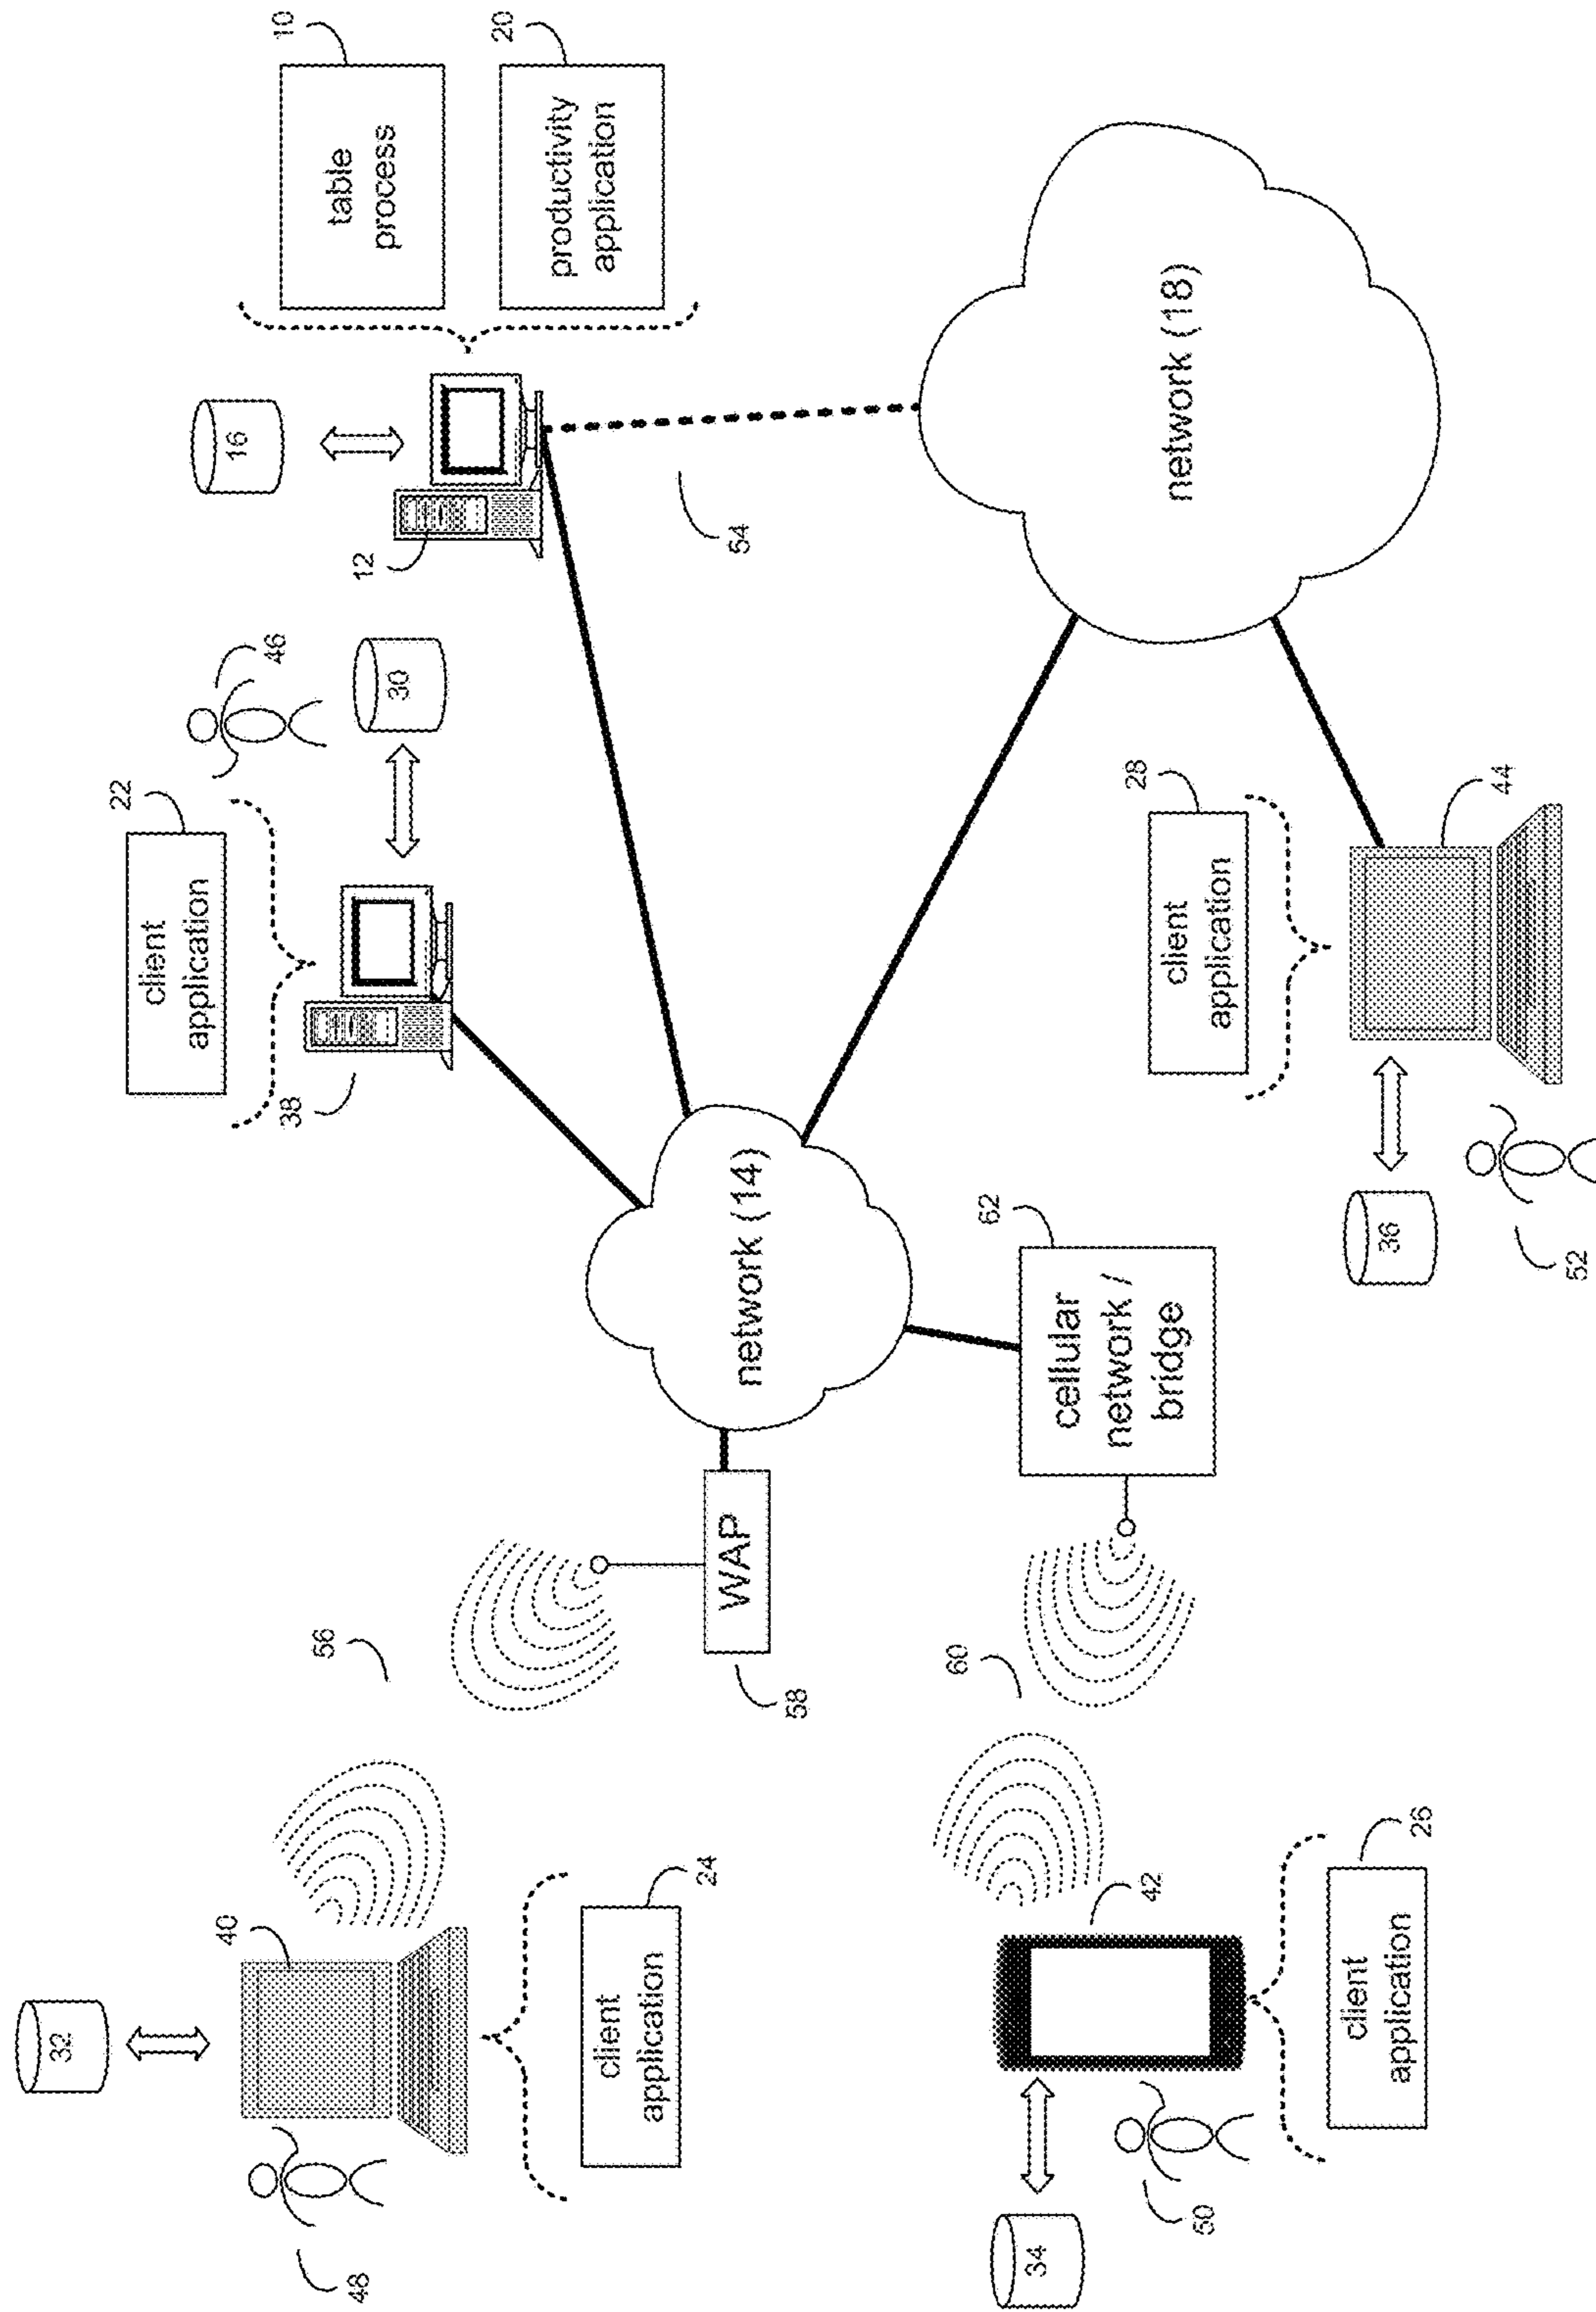 32
22
client
application
16
40
46
10
38
56
48
table
process
12
30
20
productivity
application
client
application
24
54
network (14)
WAP
58
60
62
34
cellular
network /
bridge
28
client
application
42
network (18)
50
client
application
36
26
44
52